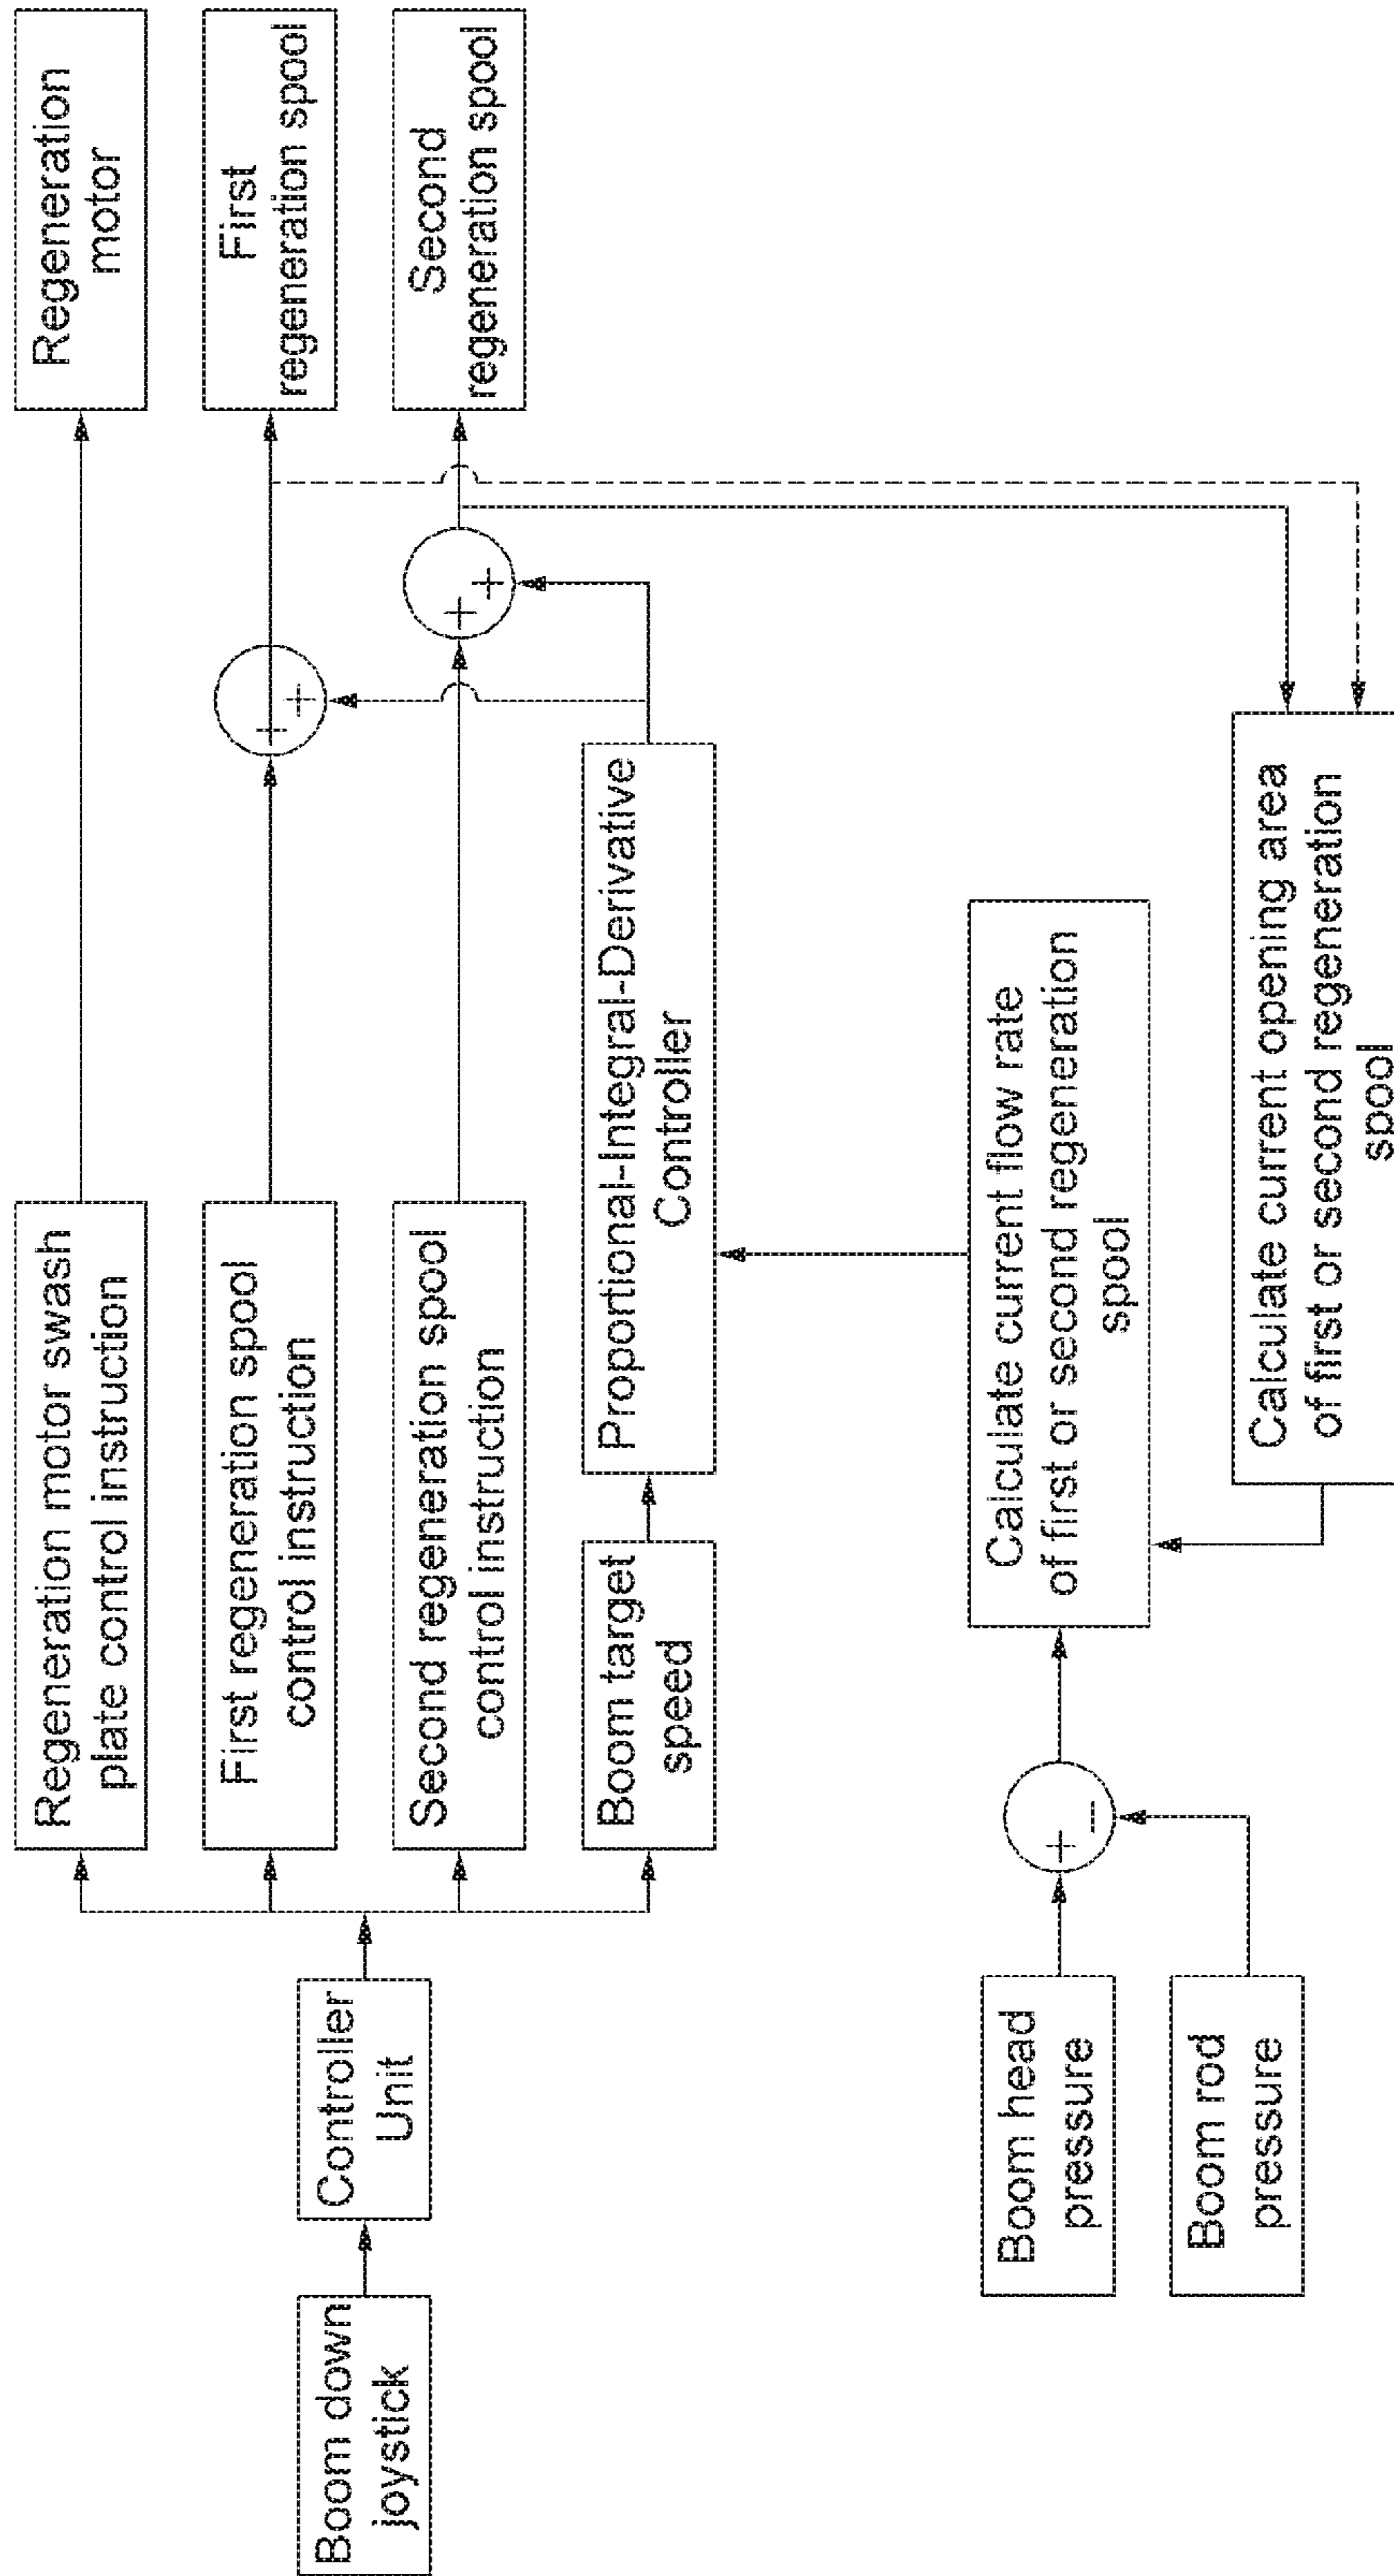 Boom down
joystick
Controller
Unit
Regeneration motor swash
plate control instruction
First regeneration spool
control instruction
Second regeneration spool
control instruction
Boom target
speed
Proportional-Integral-Derivative
Controller
+
+
+
+
Regeneration
motor
First
regeneration spool
Second
regeneration spool
Boom head
pressure
Boom rod
pressure
+
−
Calculate current flow rate
of first or second regeneration
spool
Calculate current opening area
of first or second regeneration
spool